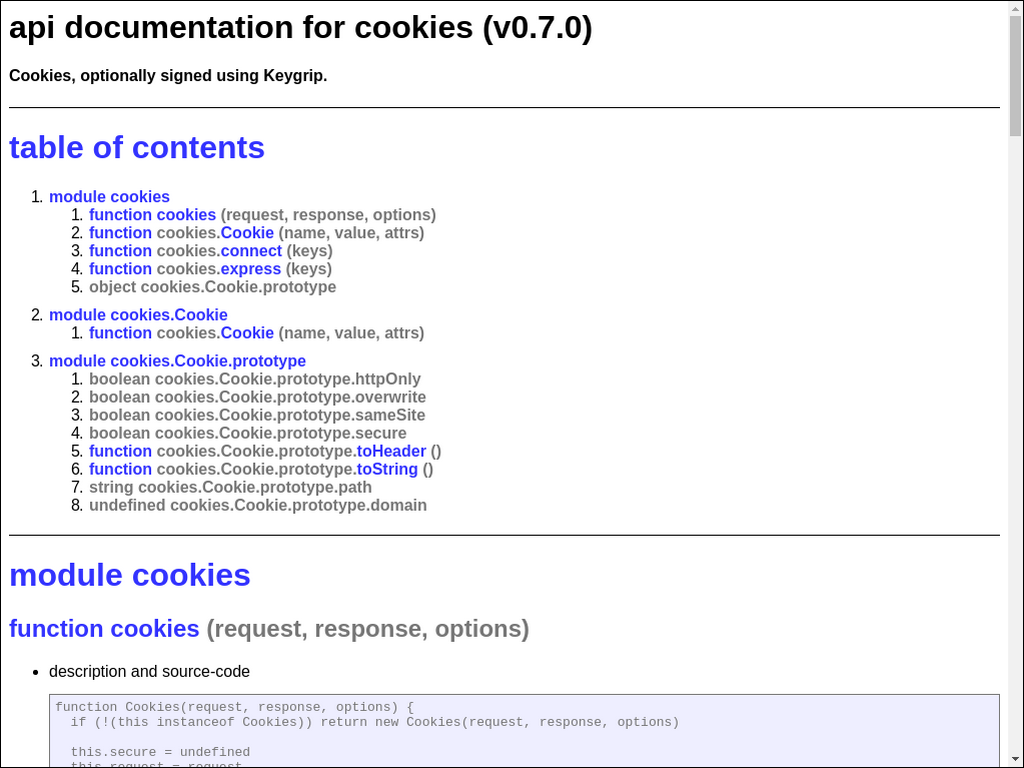 api documentation for cookies (v0.7.0)
Cookies, optionally signed using Keygrip.
table of contents
1. module cookies
1. function cookies (request, response, options)
2. function cookies.Cookie (name, value, attrs)
3. function cookies.connect (keys)
4. function cookies.express (keys)
5. object cookies.Cookie.prototype
2. module cookies.Cookie
1. function cookies.Cookie (name, value, attrs)
3. module cookies.Cookie.prototype
1. boolean cookies.Cookie.prototype.httpOnly
2. boolean cookies.Cookie.prototype.overwrite
3. boolean cookies.Cookie.prototype.sameSite
4. boolean cookies.Cookie.prototype.secure
5. function cookies.Cookie.prototype.toHeader ()
6. function cookies.Cookie.prototype.toString ()
7. string cookies.Cookie.prototype.path
8. undefined cookies.Cookie.prototype.domain
module cookies
function cookies (request, response, options)
• description and source-code
function Cookies(request, response, options) {
if (!(this instanceof Cookies)) return new Cookies(request, response, options)
this.secure = undefined
this.request = request